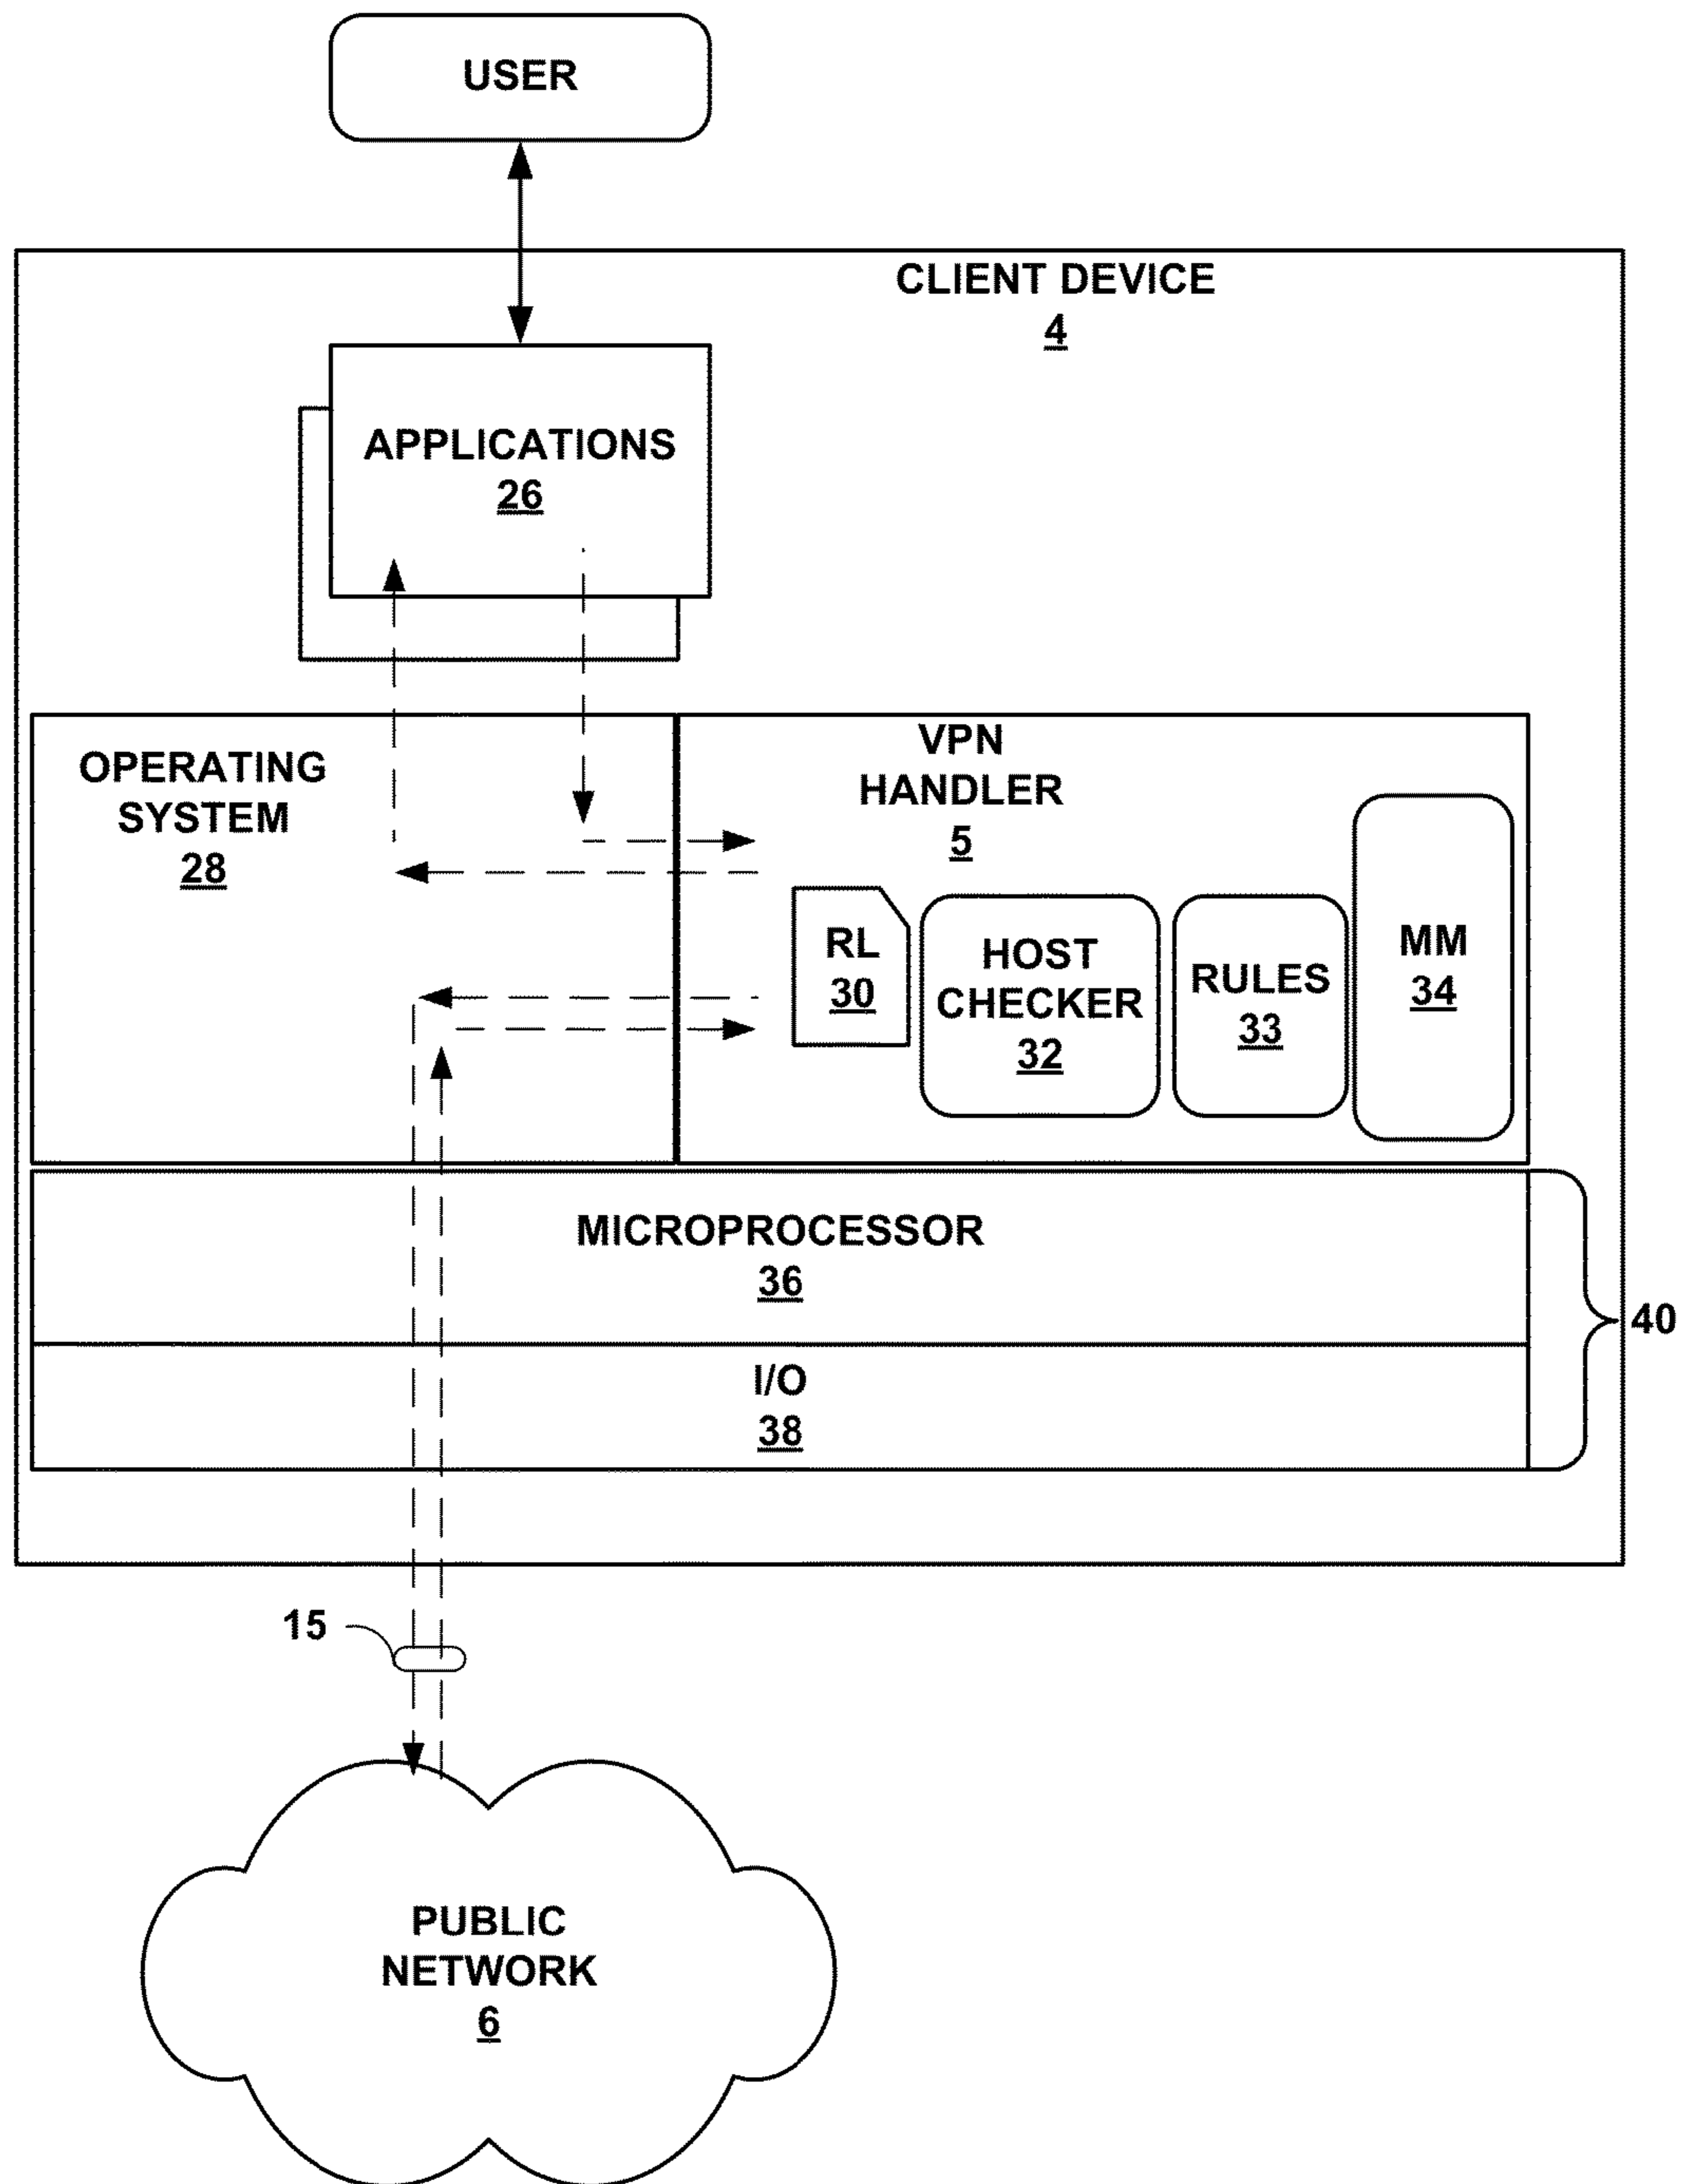 USER
CLIENT DEVICE
4
APPLICATIONS
26
OPERATING
SYSTEM
28
VPN
HANDLER
5
RL
30
HOST
CHECKER
32
RULES
33
MM
34
MICROPROCESSOR
36
I/O
38
40
15
PUBLIC
NETWORK
6